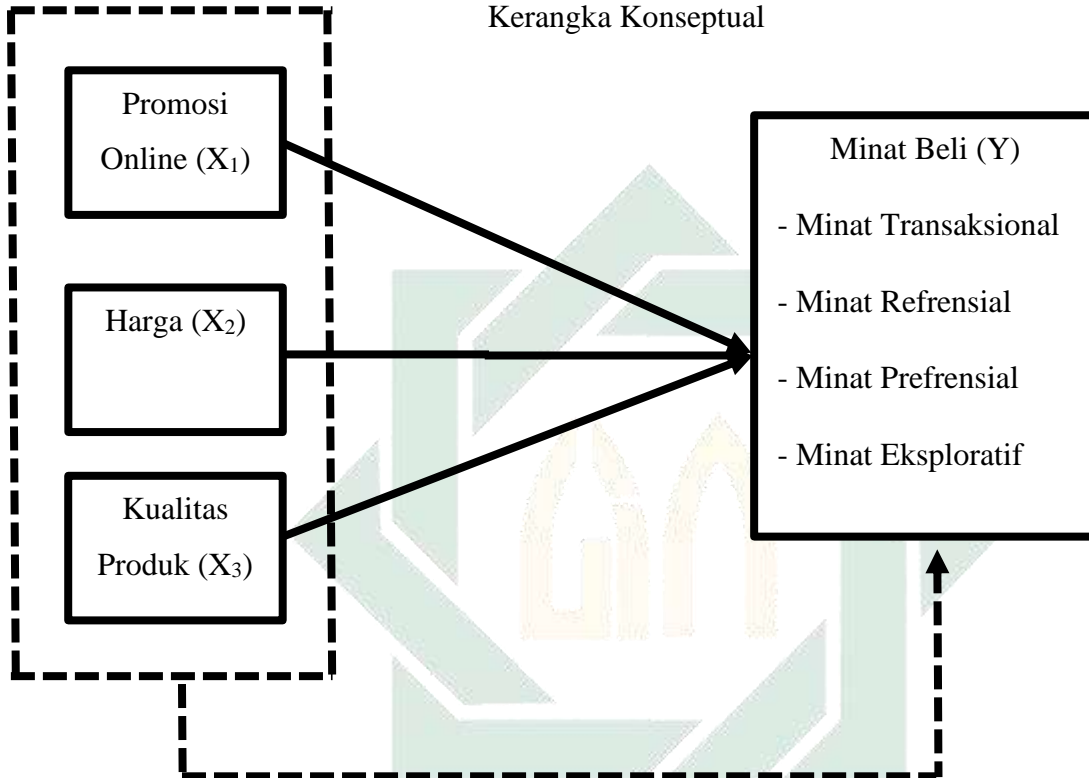 Kerangka Konseptual
Promosi
Online (X₁)
Harga (X₂)
Kualitas
Produk (X₃)
Minat Beli (Y)
- Minat Transaksional
- Minat Refrensial
- Minat Prefrensial
- Minat Eksploratif